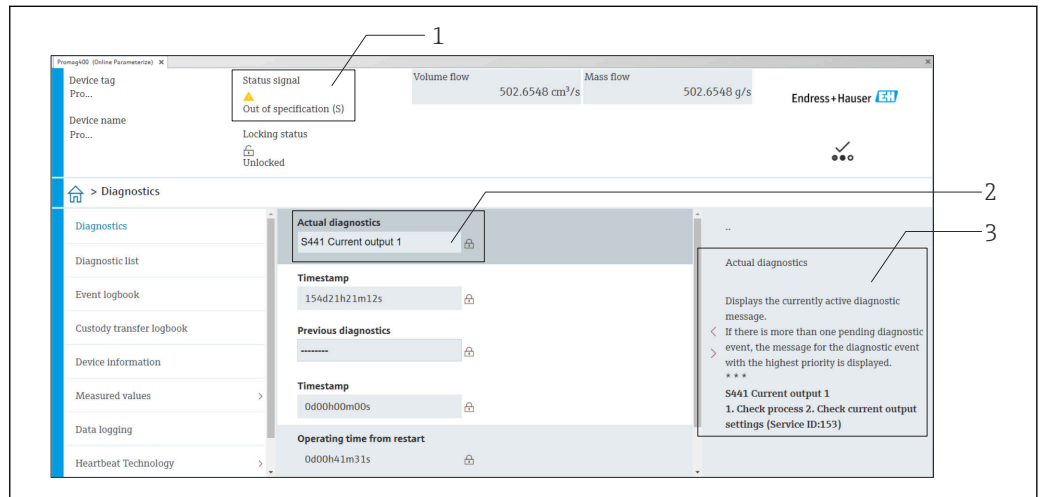 1
Promag400 (Online Parameterize) X
X
Device tag
Pro...
Device name
Pro...
Status signal
Out of specification (S)
Locking status
Unlocked
Volume flow
502.6548 cm³/s
Mass flow
502.6548 g/s
Endress+Hauser EH
> Diagnostics
2
3
Diagnostics
Diagnostic list
Event logbook
Custody transfer logbook
Device information
Measured values >
Data logging
Heartbeat Technology >
Actual diagnostics
S441 Current output 1
Timestamp
154d21h21m12s
Previous diagnostics
--------
Timestamp
0d00h00m00s
Operating time from restart
0d00h41m31s
..
Actual diagnostics
Displays the currently active diagnostic
message.
If there is more than one pending diagnostic
event, the message for the diagnostic event
with the highest priority is displayed.
* * *
S441 Current output 1
1. Check process 2. Check current output
settings (Service ID:153)